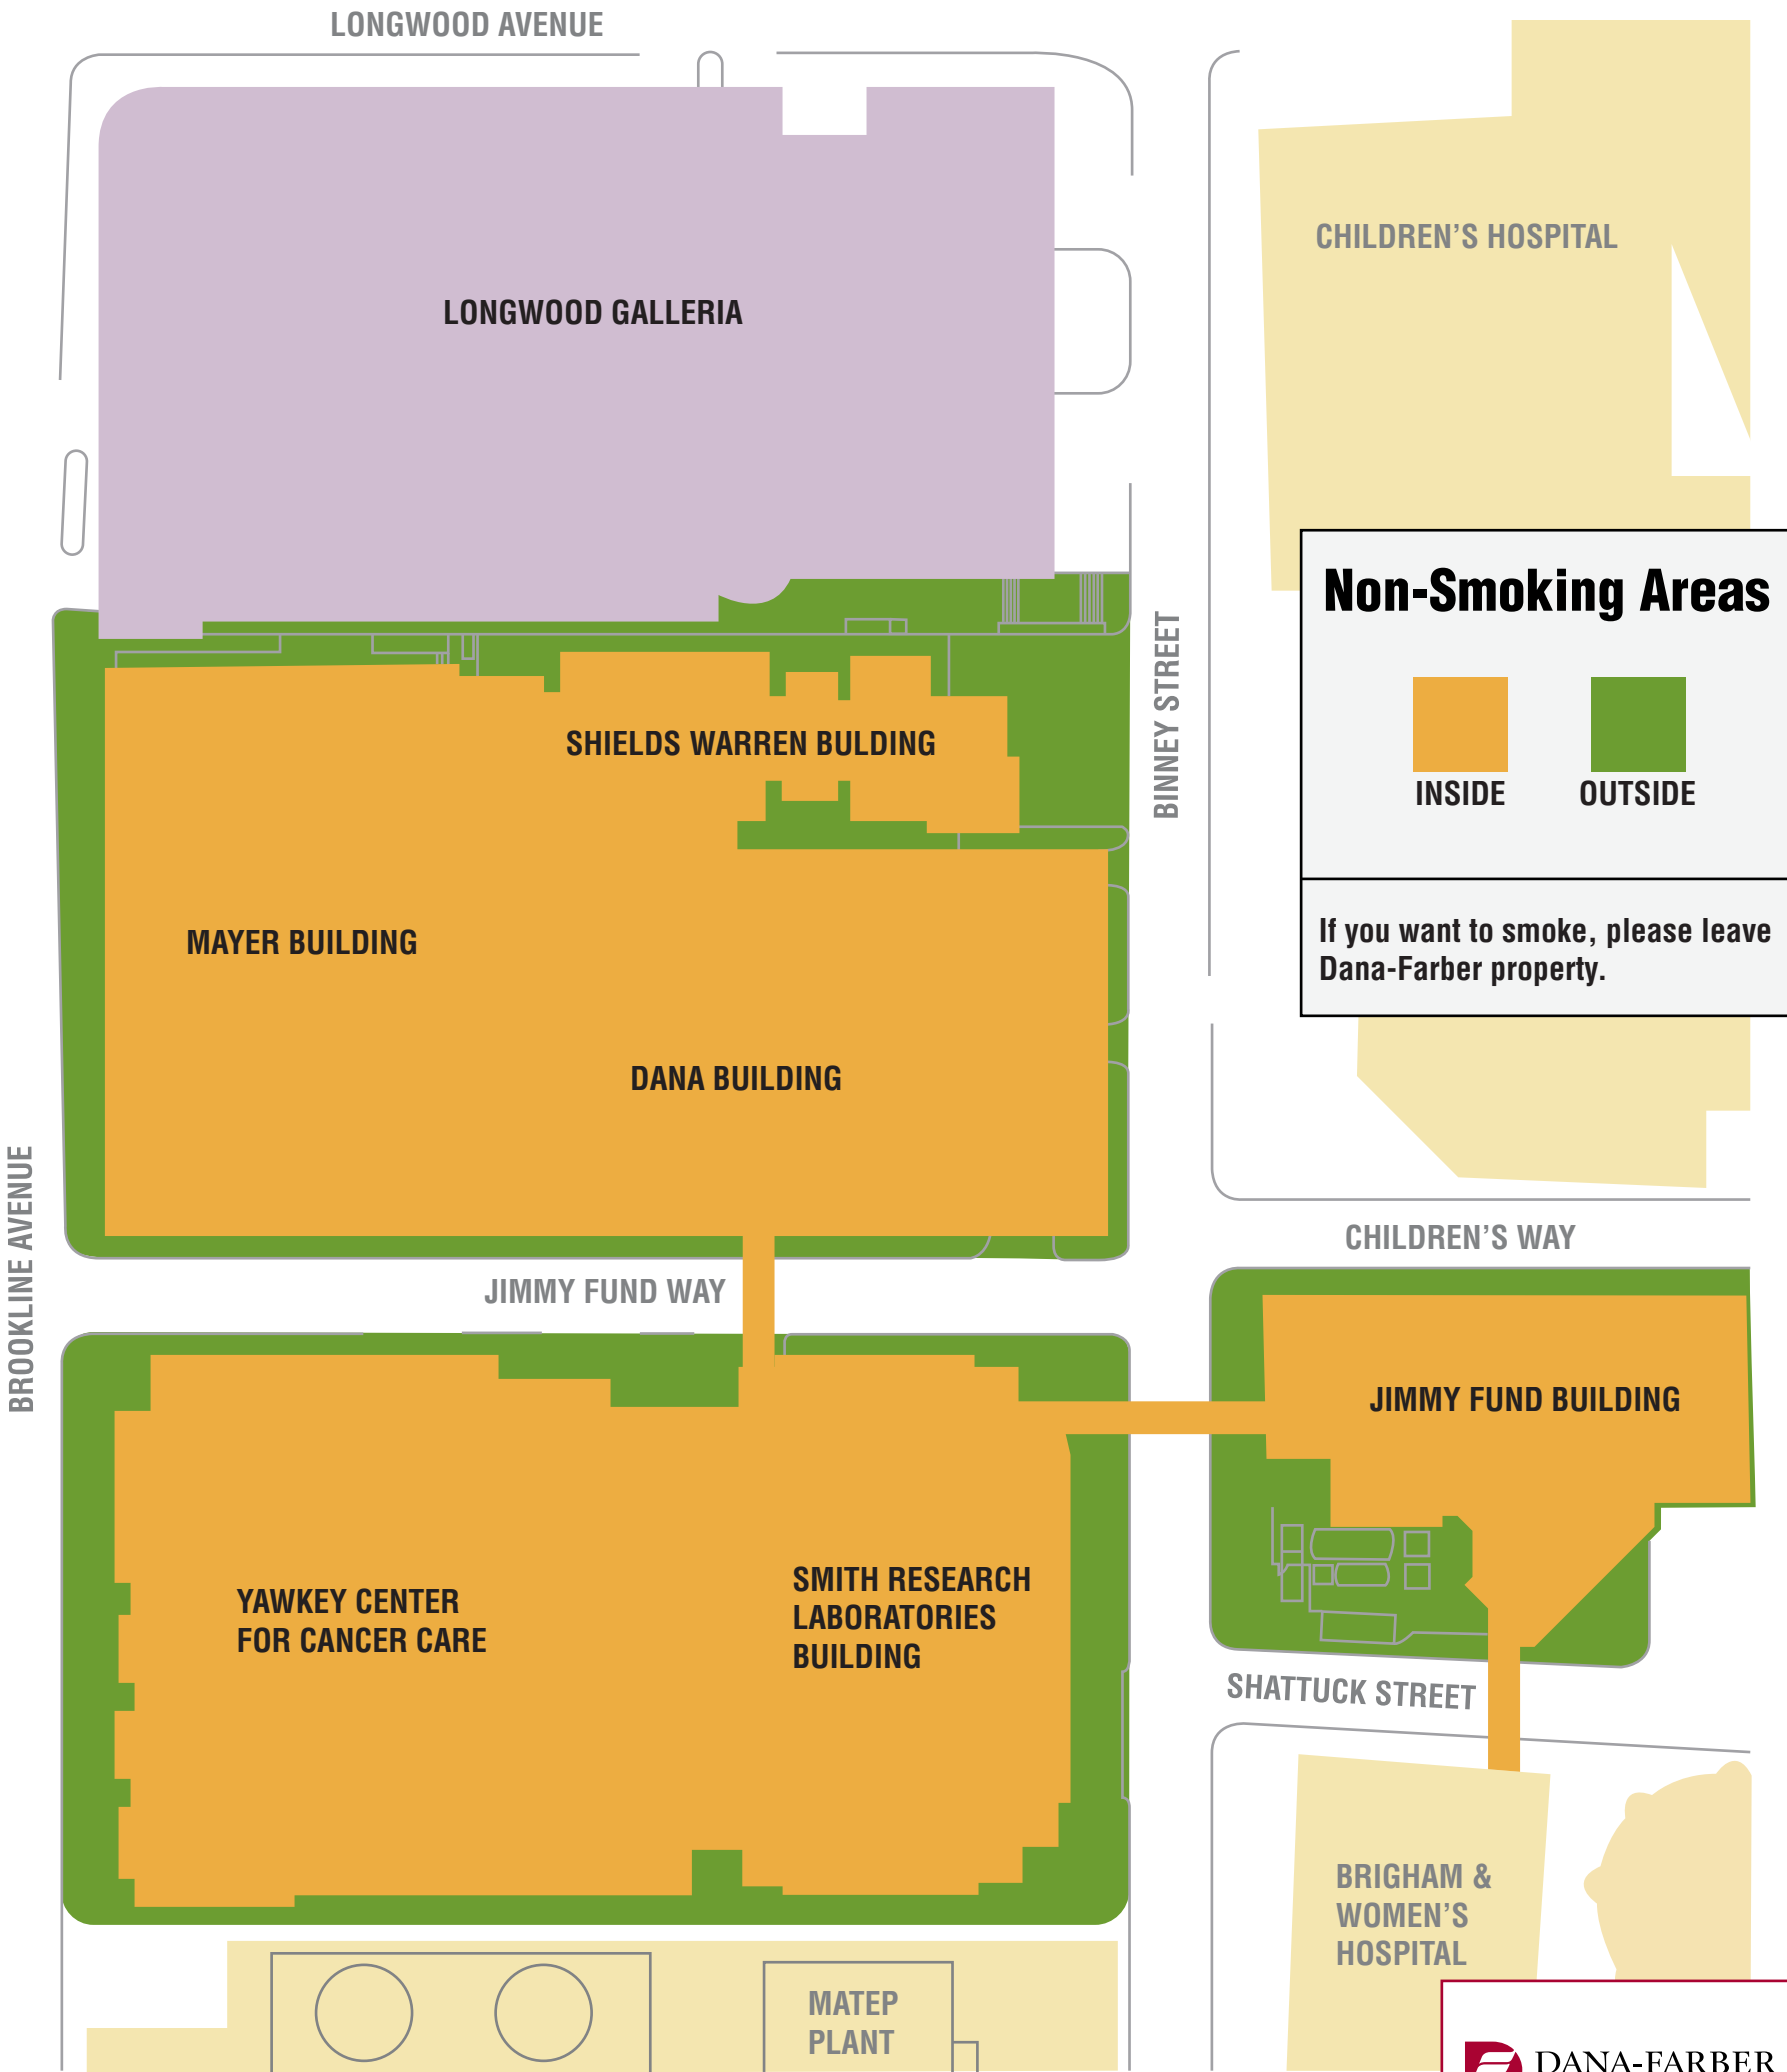 LONGWOOD AVENUE
CHILDREN'S HOSPITAL
LONGWOOD GALLERIA
Non-Smoking Areas
INSIDE
OUTSIDE
If you want to smoke, please leave
Dana-Farber property.
BINNEY STREET
SHIELDS WARREN BULDING
MAYER BUILDING
DANA BUILDING
BROOKLINE AVENUE
CHILDREN'S WAY
JIMMY FUND WAY
JIMMY FUND BUILDING
YAWKEY CENTER
FOR CANCER CARE
SMITH RESEARCH
LABORATORIES
BUILDING
SHATTUCK STREET
BRIGHAM &
WOMEN'S
HOSPITAL
MATEP
PLANT
DANA-FARBER